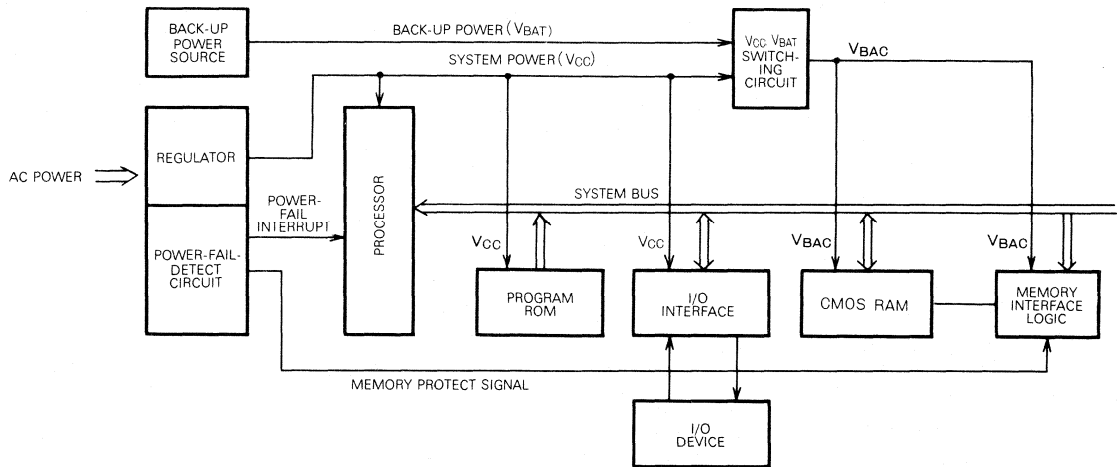 BACK-UP
POWER
SOURCE
BACK-UP POWER (VBAT)
SYSTEM POWER (VCC)
VCC VBAT
SWITCH-
ING
CIRCUIT
VBAC
AC POWER
REGULATOR
POWER-FAIL-
DETECT
CIRCUIT
POWER-
FAIL
INTERRUPT
PROCESSOR
SYSTEM BUS
VCC
VCC
VBAC
VBAC
PROGRAM
ROM
I/O
INTERFACE
CMOS RAM
MEMORY
INTERFACE
LOGIC
MEMORY PROTECT SIGNAL
I/O
DEVICE